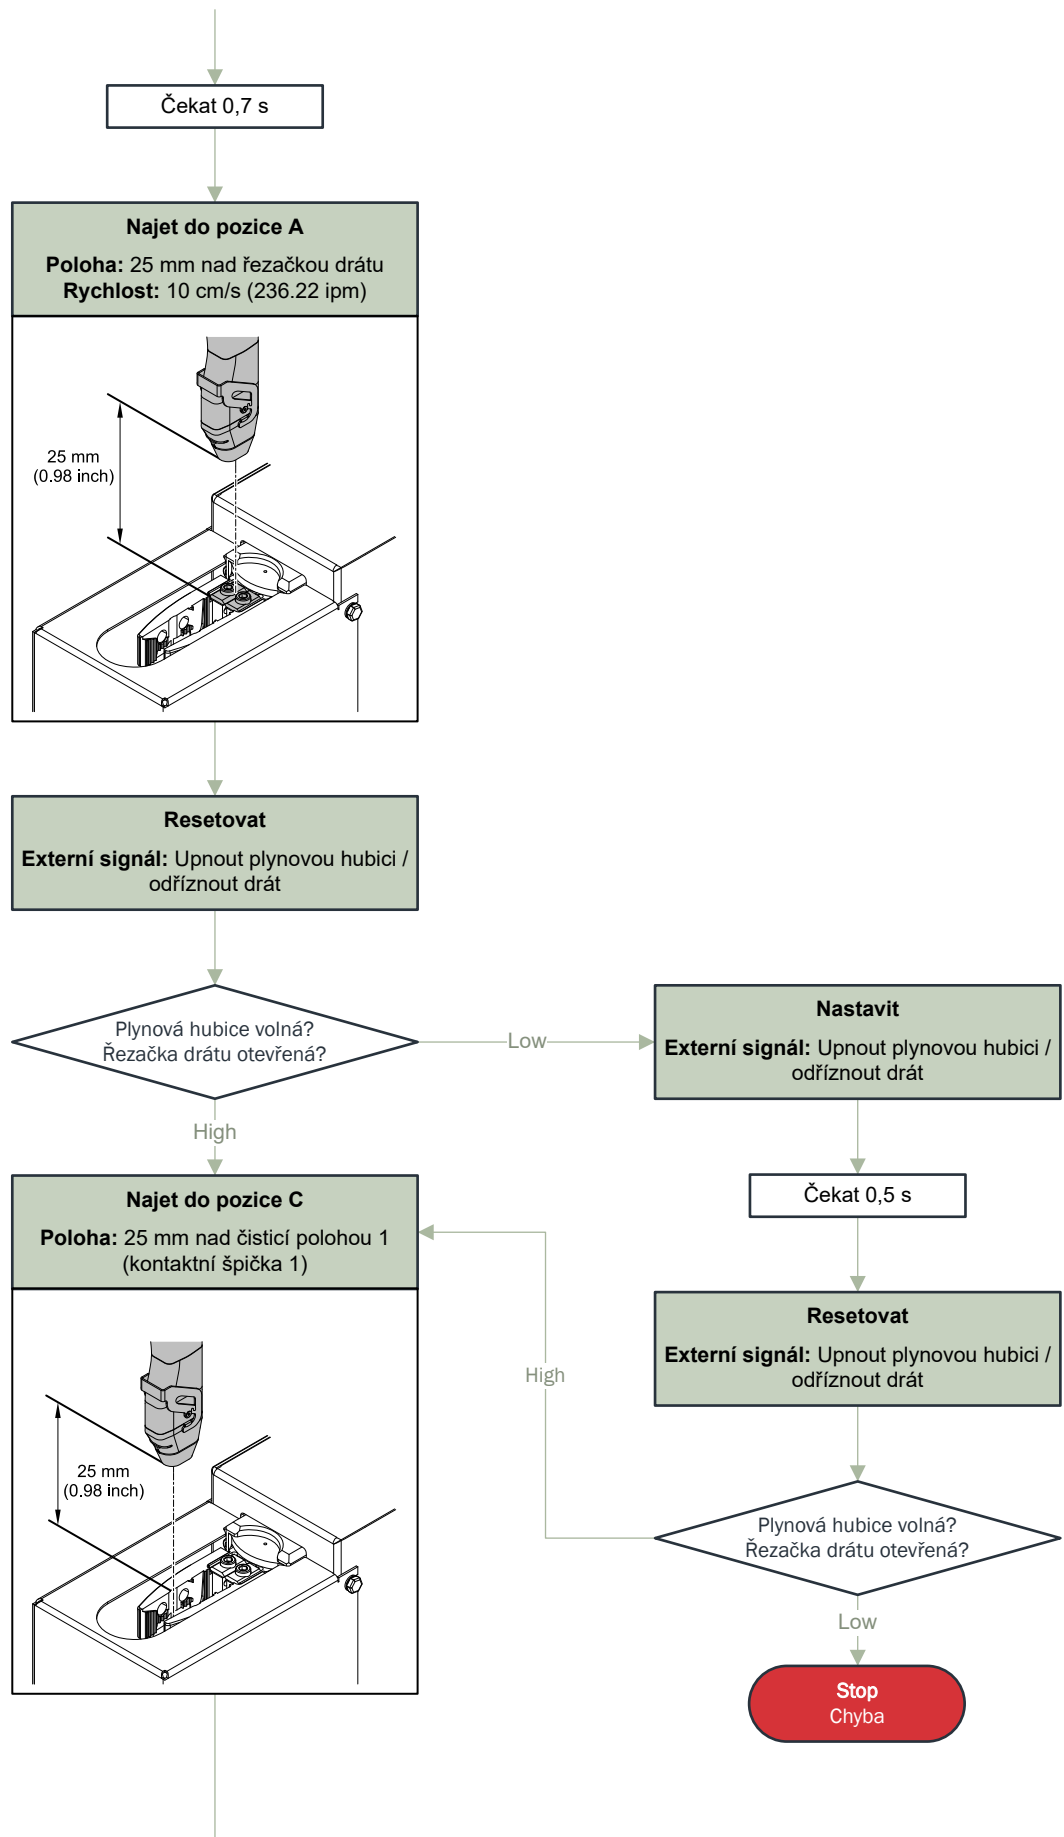 Čekat 0,7 s
Najet do pozice A
Poloha: 25 mm nad řezačkou drátu
Rychlost: 10 cm/s (236.22 ipm)
25 mm
(0.98 inch)
Resetovat
Externí signál: Upnout plynovou hubici /
odříznout drát
Plynová hubice volná?
Řezačka drátu otevřená?
Low
Nastavit
Externí signál: Upnout plynovou hubici /
odříznout drát
High
Čekat 0,5 s
Najet do pozice C
Poloha: 25 mm nad čisticí polohou 1
(kontaktní špička 1)
Resetovat
Externí signál: Upnout plynovou hubici /
odříznout drát
High
25 mm
(0.98 inch)
Plynová hubice volná?
Řezačka drátu otevřená?
Low
Stop
Chyba